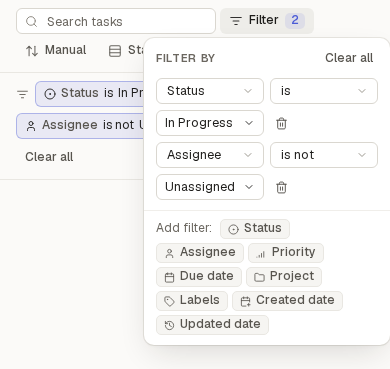 Search tasks
Filter 2
Manual
Status is In
Assignee is not
Clear all
FILTER BY Clear all
Status is
In Progress
Assignee is not
Unassigned
Add filter: Status
Assignee Priority
Due date Project
Labels Created date
Updated date